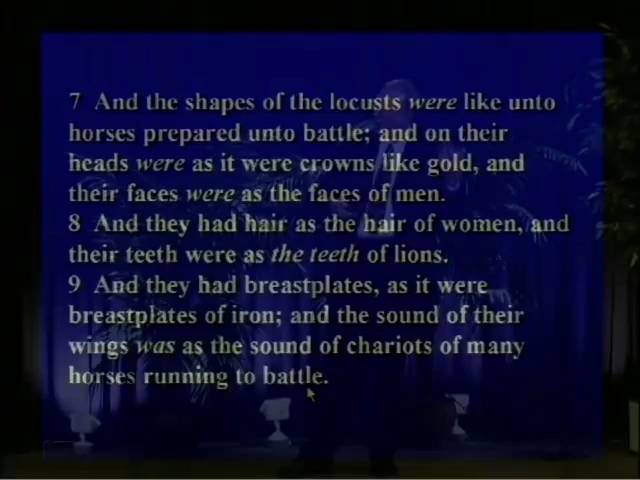 7 And the shapes of the locusts were like unto
horses prepared unto battle; and on their
heads were as it were crowns like gold, and
their faces were as the faces of men.
8 And they had hair as the hair of women, and
their teeth were as the teeth of lions.
9 And they had breastplates, as it were
breastplates of iron; and the sound of their
wings was as the sound of chariots of many
horses running to battle.